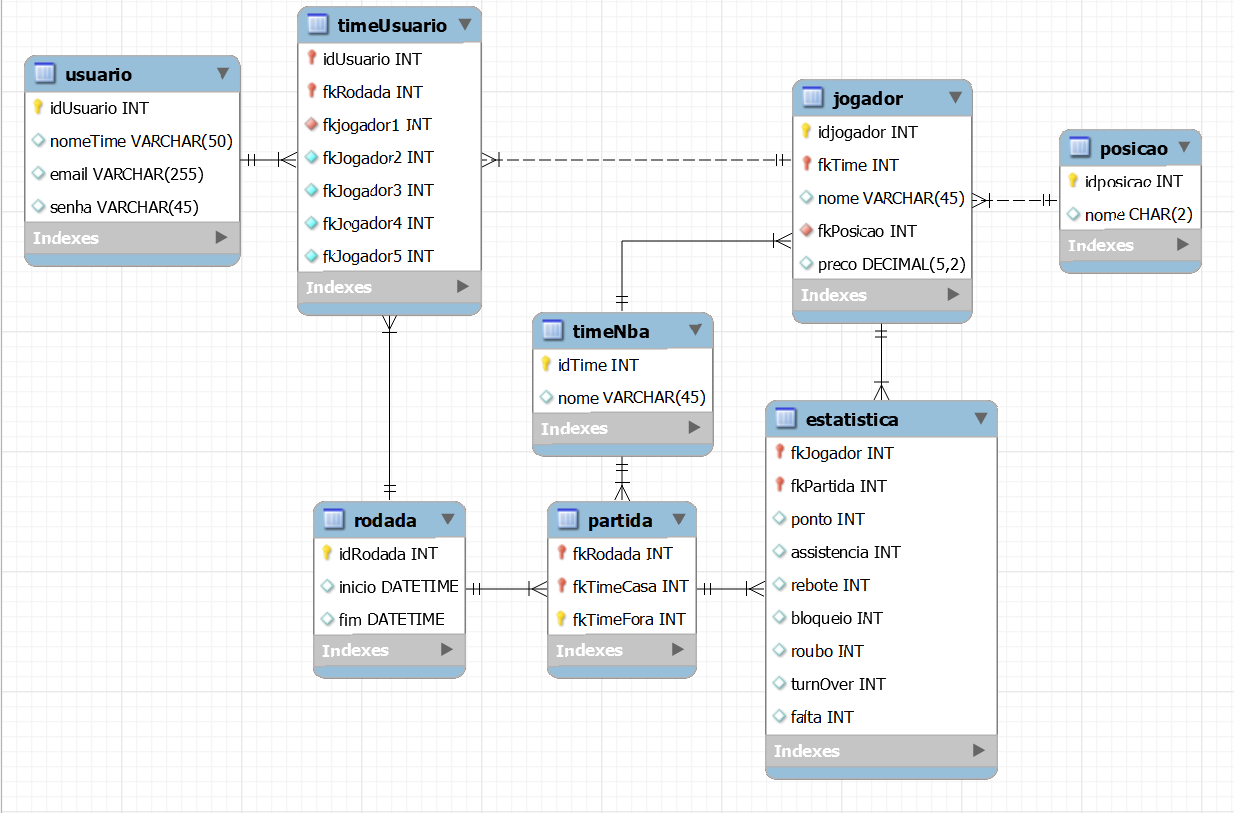 usuario
idUsuario INT
nomeTime VARCHAR(50)
email VARCHAR(255)
senha VARCHAR(45)
Indexes
timeUsuario
idUsuario INT
fkRodada INT
fkjogador1 INT
fkJogador2 INT
fkJogador3 INT
fkJogador4 INT
fkJogador5 INT
Indexes
jogador
idjogador INT
fkTime INT
nome VARCHAR(45)
fkPosicao INT
preco DECIMAL(5,2)
Indexes
posicao
idposicao INT
nome CHAR(2)
Indexes
timeNba
idTime INT
nome VARCHAR(45)
Indexes
rodada
idRodada INT
inicio DATETIME
fim DATETIME
Indexes
partida
fkRodada INT
fkTimeCasa INT
fkTimeFora INT
Indexes
estatistica
fkJogador INT
fkPartida INT
ponto INT
assistencia INT
rebote INT
bloqueio INT
roubo INT
turnOver INT
falta INT
Indexes